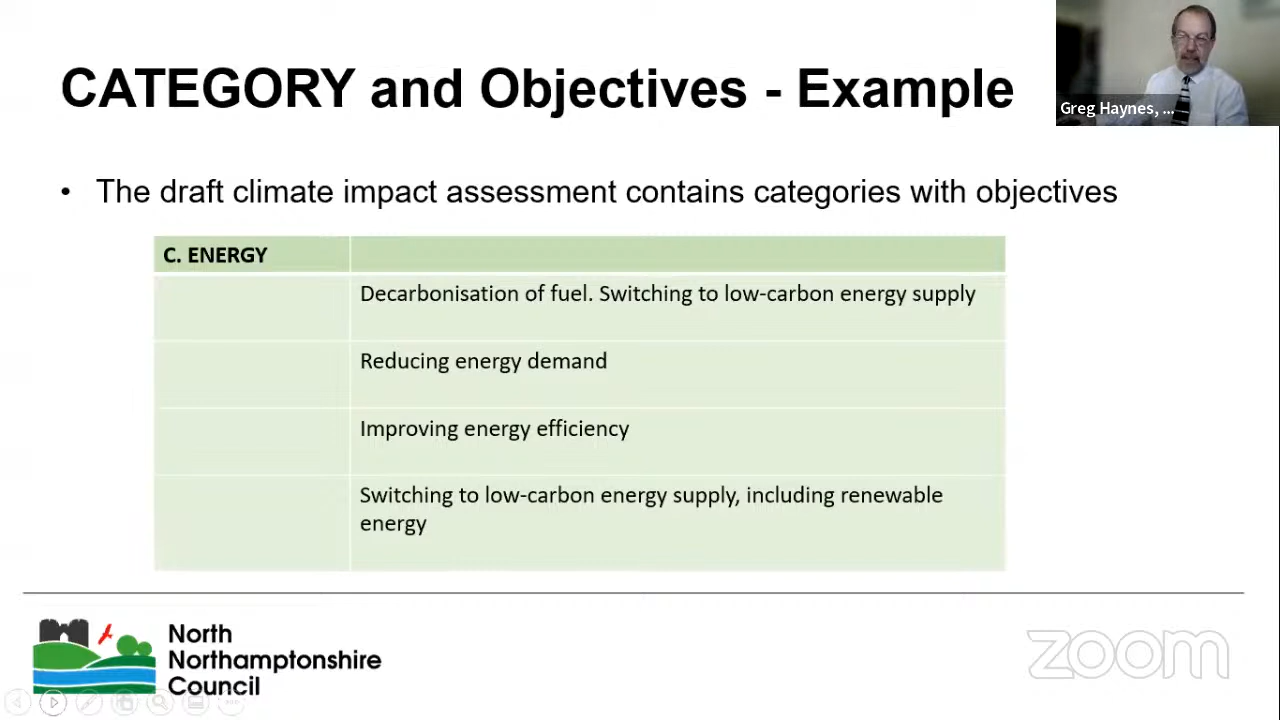 CATEGORY and Objectives - Example
Greg Haynes, ...
• The draft climate impact assessment contains categories with objectives
C. ENERGY
Decarbonisation of fuel. Switching to low-carbon energy supply
Reducing energy demand
Improving energy efficiency
Switching to low-carbon energy supply, including renewable
energy
North
Northamptonshire
Council
zoom